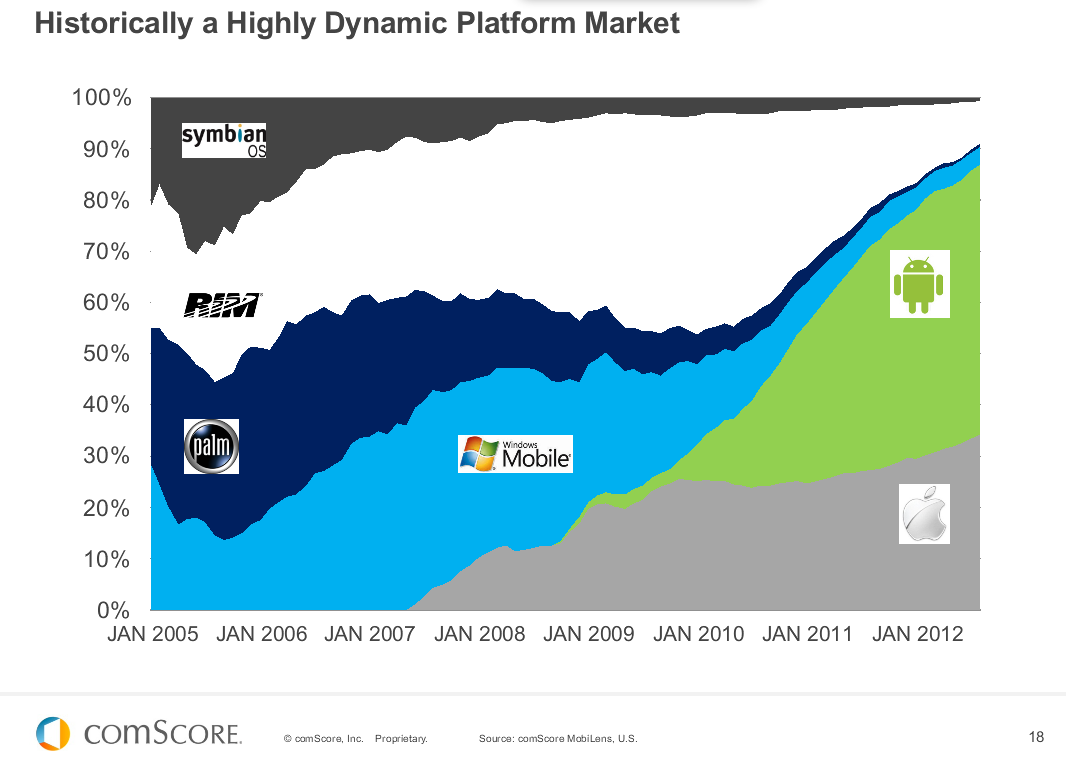 Historically a Highly Dynamic Platform Market
100%
symbian
OS
90%
80%
70%
60%
RIM
50%
40%
palm
Windows
Mobile
30%
20%
10%
0%
JAN 2005 JAN 2006 JAN 2007 JAN 2008 JAN 2009 JAN 2010 JAN 2011 JAN 2012
comSCORE.
© comScore, Inc. Proprietary. Source: comScore MobiLens, U.S.
18